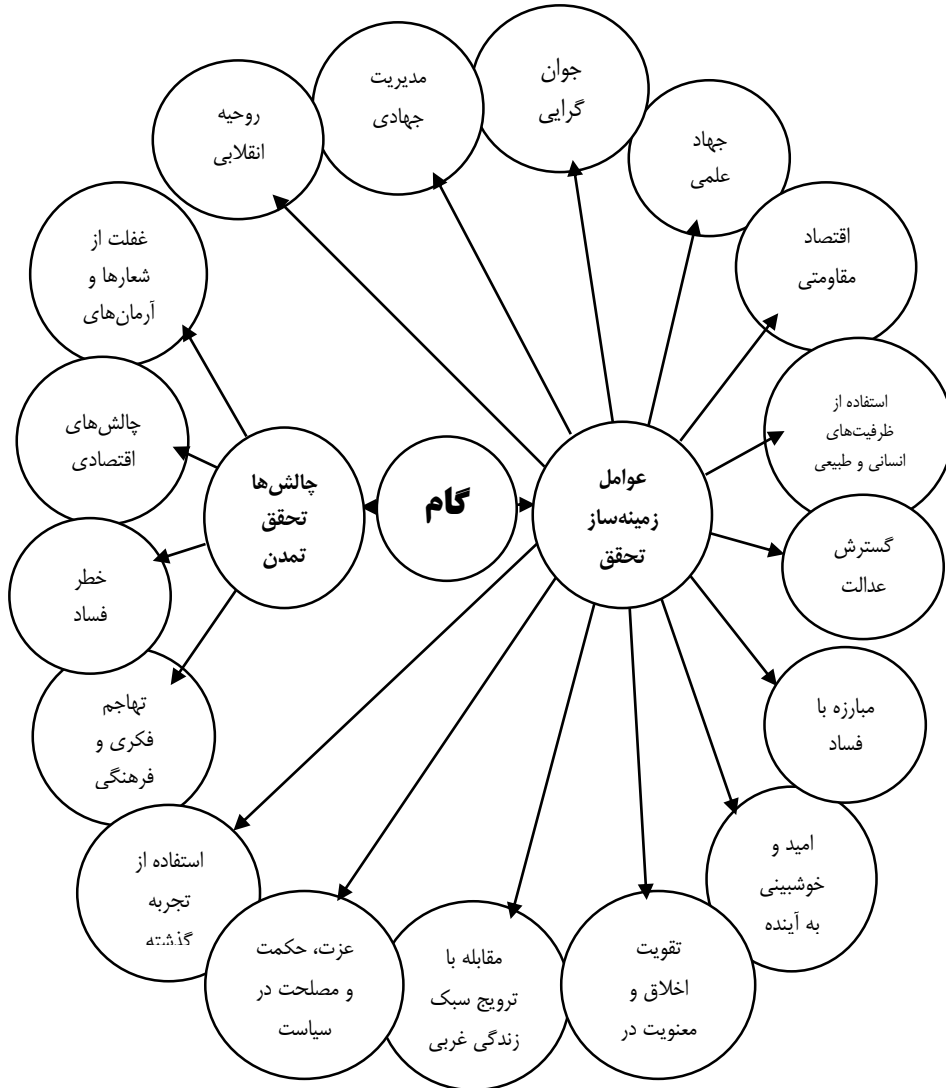 جوان
گرایی
مدیریت
جهادی
روحیه
انقلابی
جهاد
علمی
اقتصاد
مقاومتی
غفلت از
شعارها و
آرمان‌های
استفاده از
ظرفیت‌های
انسانی و طبیعی
چالش‌های
اقتصادی
عوامل
زمینه‌ساز
تحقق
گام
چالش‌ها
تحقق
تمدن
گسترش
عدالت
خطر
فساد
مبارزه با
فساد
تهاجم
فکری و
فرهنگی
امید و
خوشبینی
به آینده
استفاده از
تجربه
گذشته
تقویت
اخلاق و
معنویت در
مقابله با
ترویج سبک
زندگی غربی
عزت، حکمت
و مصلحت در
سیاست